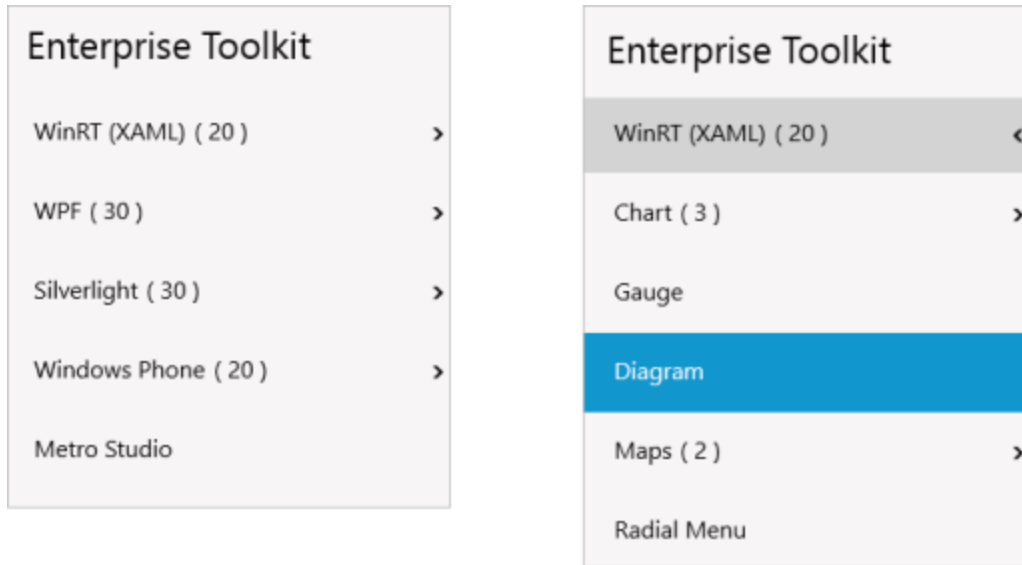 Enterprise Toolkit
WinRT (XAML) ( 20 )
WPF ( 30 )
Silverlight ( 30 )
Windows Phone ( 20 )
Metro Studio
Enterprise Toolkit
WinRT (XAML) ( 20 )
Chart ( 3 )
Gauge
Diagram
Maps ( 2 )
Radial Menu